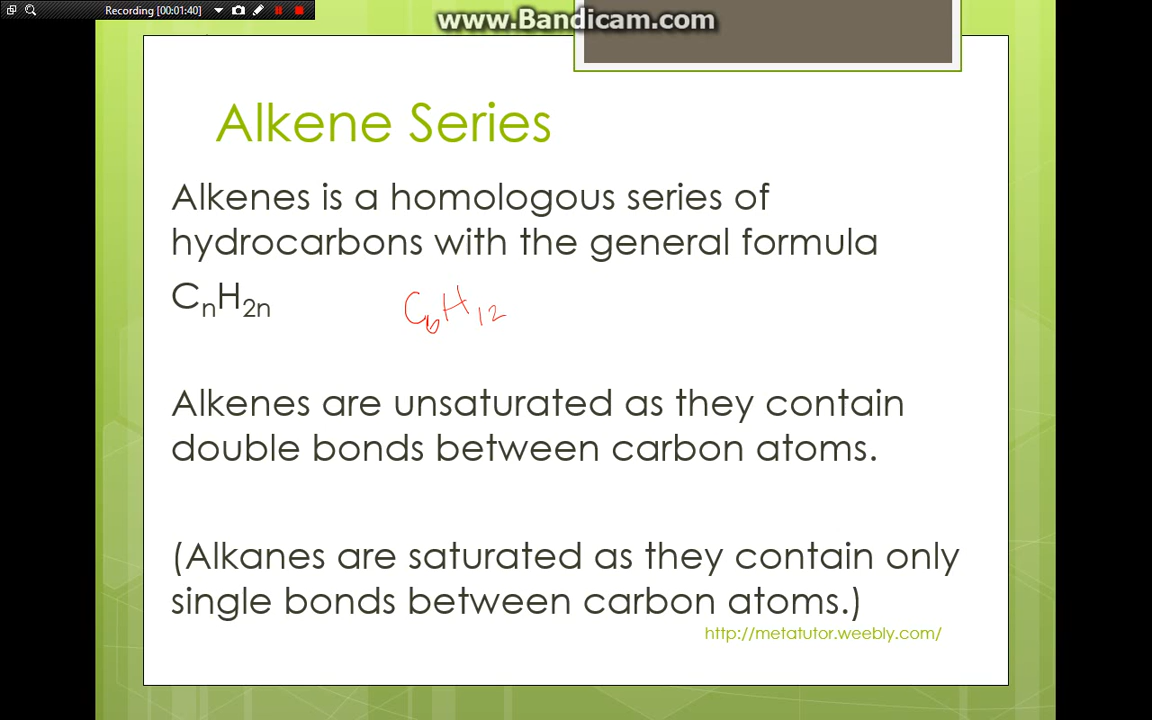 Recording [00:01:40]
www.Bandicam.com
Alkene Series
Alkenes is a homologous series of
hydrocarbons with the general formula
CnH2n
C6H12
Alkenes are unsaturated as they contain
double bonds between carbon atoms.
(Alkanes are saturated as they contain only
single bonds between carbon atoms.)
http://metatutor.weebly.com/